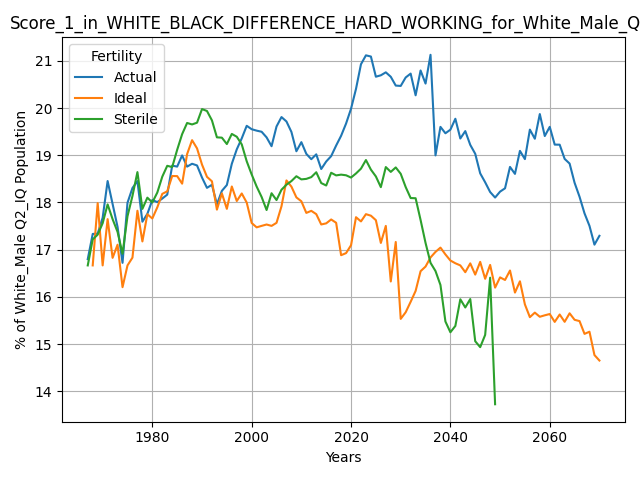 Score_1_in_WHITE_BLACK_DIFFERENCE_HARD_WORKING_for_White_Male_Q
Fertility
Actual
Ideal
Sterile
% of White_Male Q2_IQ Population
21
20
19
18
17
16
15
14
1980
2000
2020
2040
2060
Years